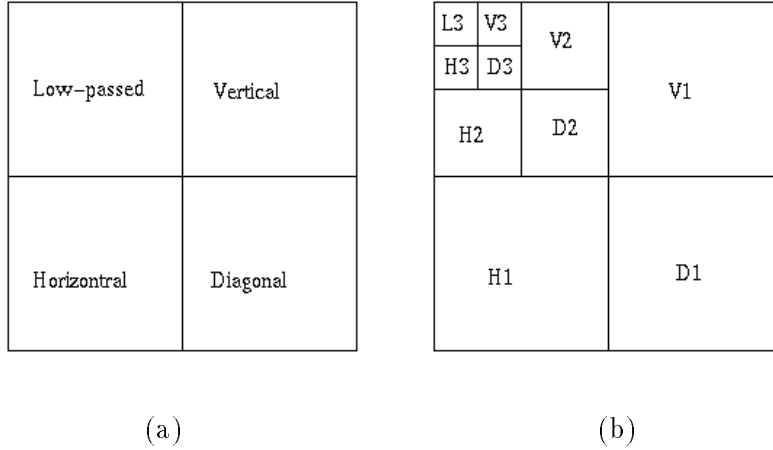 Low-passed
Vertical
Horizontral
Diagonal
(a)
L3 V3
V2
V1
H3 D3
H2
D2
H1
D1
(b)